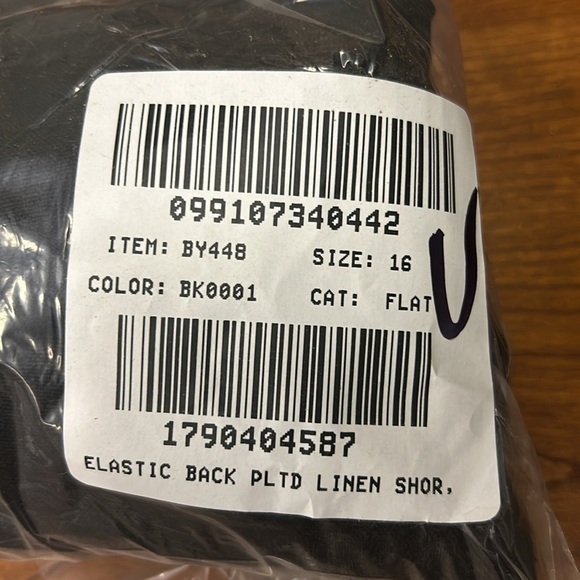 099107340442
ITEM: BY448 SIZE: 16
COLOR: BK0001 CAT: FLAT
U
1790404587
ELASTIC BACK PLTD LINEN SHOR,